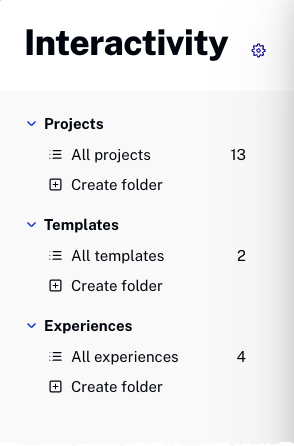 Interactivity
Projects
All projects 13
Create folder
Templates
All templates 2
Create folder
Experiences
All experiences 4
Create folder